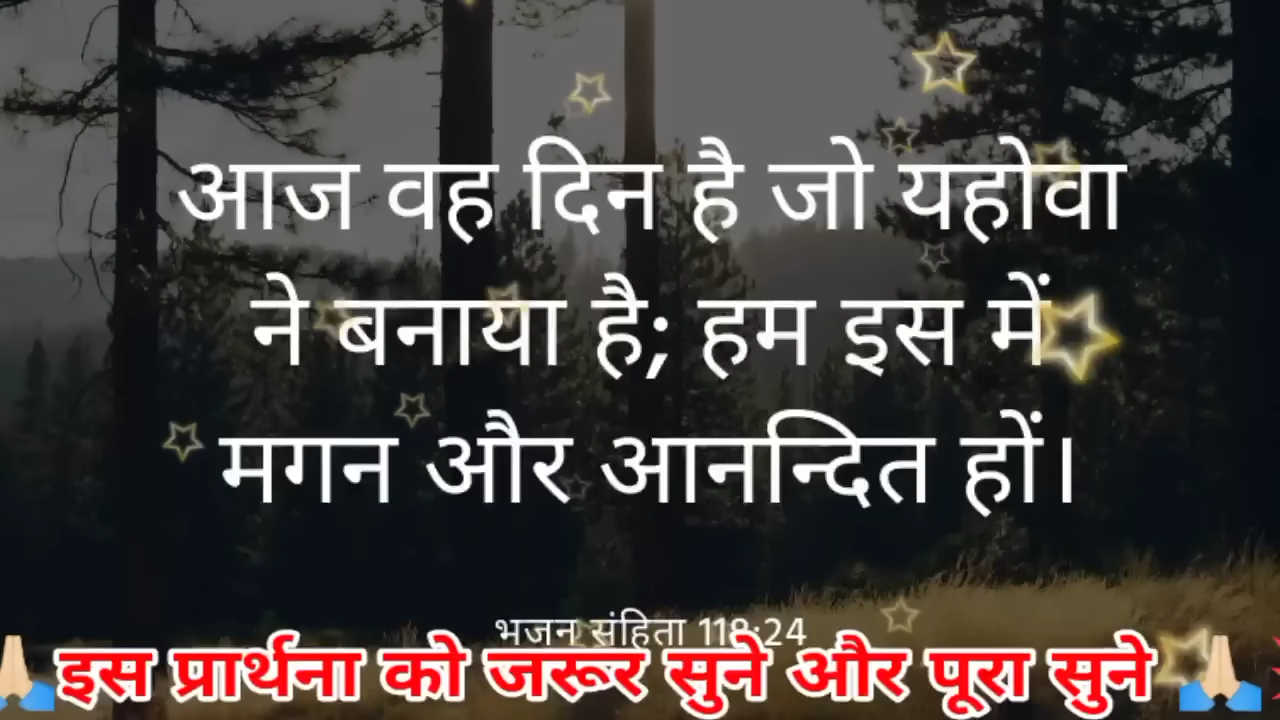 आज वह दिन है जो यहोवा
ने बनाया है; हम इस में
मगन और आनन्दित हों।
भजन संहिता 118:24
इस प्रार्थना को जरूर सुने और पूरा सुने